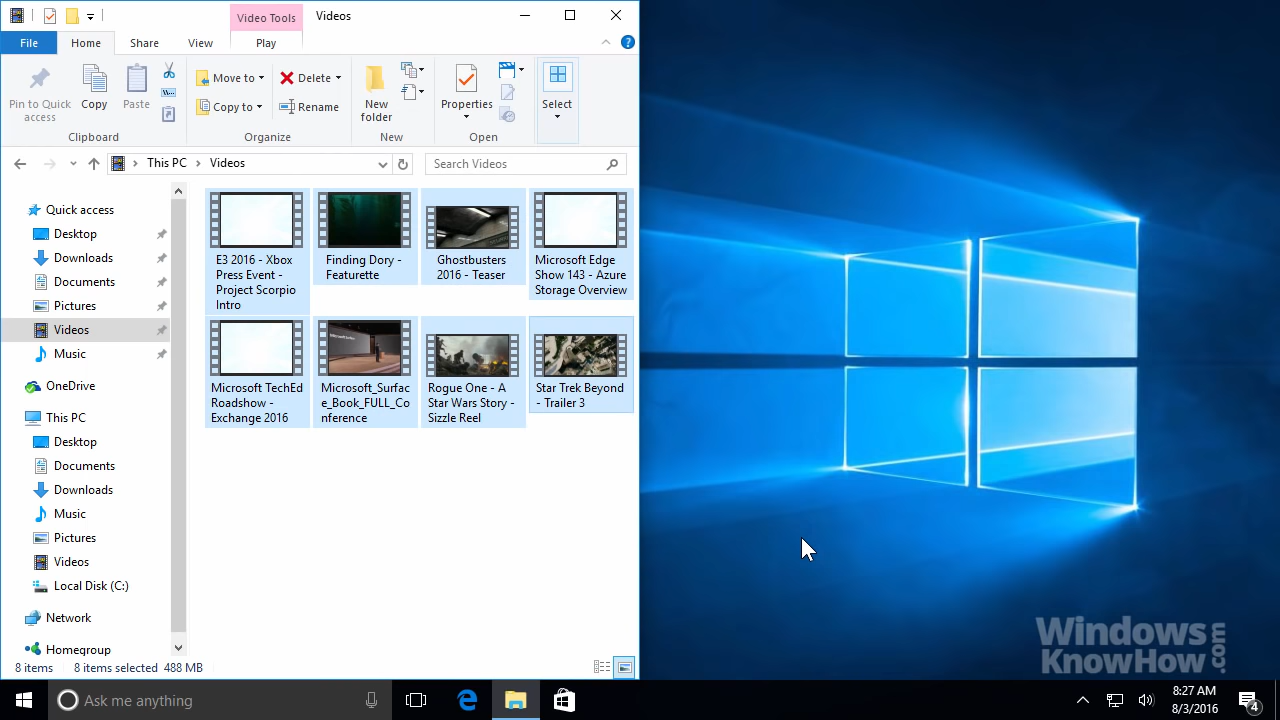 Video Tools
Videos
File
Home
Share
View
Play
Pin to Quick
access
Copy
Paste
Clipboard
Move to
Copy to
Delete
Rename
Organize
New
folder
New
Properties
Open
Select
This PC
Videos
Search Videos
Quick access
Desktop
Downloads
Documents
Pictures
Videos
Music
OneDrive
This PC
Desktop
Documents
Downloads
Music
Pictures
Videos
Local Disk (C:)
Network
Homegroup
E3 2016 - Xbox
Press Event -
Project Scorpio
Intro
Finding Dory -
Featurette
Ghostbusters
2016 - Teaser
Microsoft Edge
Show 143 - Azure
Storage Overview
Microsoft TechEd
Roadshow -
Exchange 2016
Microsoft_Surfac
e_Book_FULL_Co
nference
Rogue One - A
Star Wars Story -
Sizzle Reel
Star Trek Beyond
- Trailer 3
8 items
8 items selected 488 MB
Windows
KnowHow.com
Ask me anything
8:27 AM
8/3/2016
4